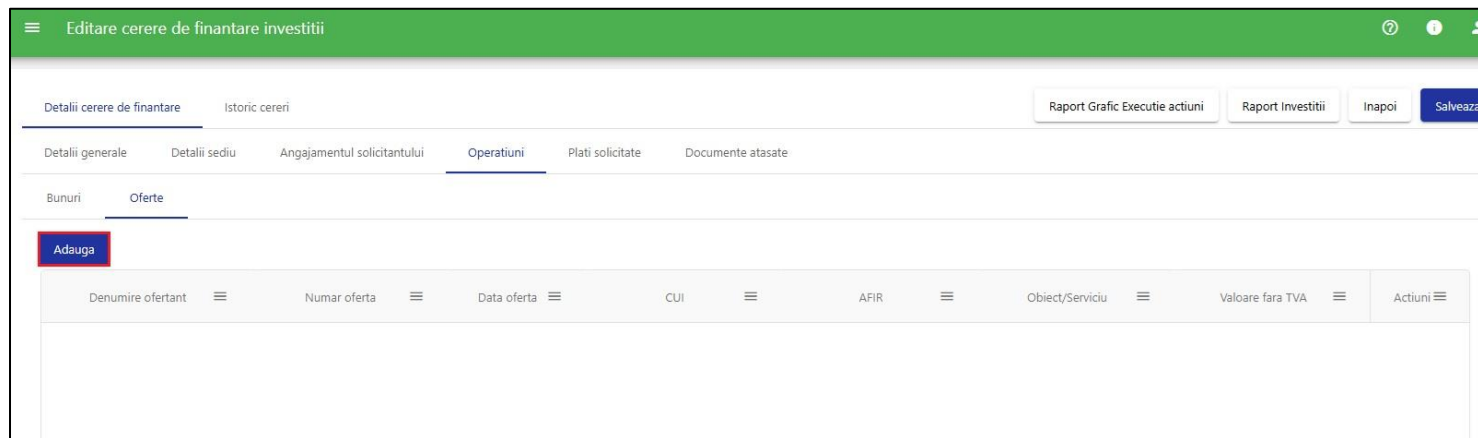 Editare cerere de finantare investitii
Detalii cerere de finantare Istoric cereri Raport Grafic Executie actiuni Raport Investitii Inapoi Salveaza
Detalii generale Detalii sediu Angajamentul solicitantului Operatiuni Plati solicitate Documente atasate
Bunuri Oferte
Adauga
Denumire ofertant Numar oferta Data oferta CUI AFIR Obiect/Serviciu Valoare fara TVA Actiuni